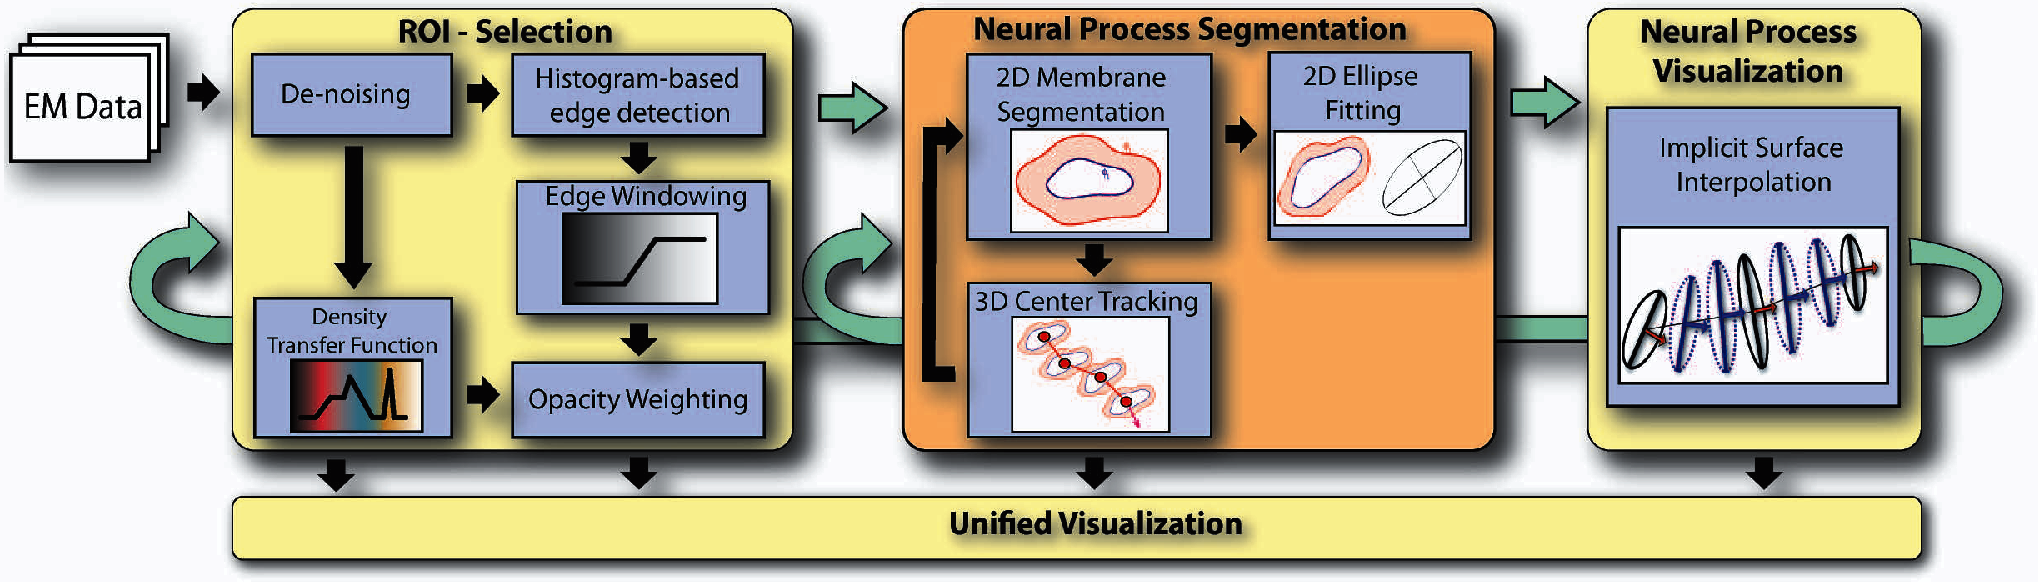 EM Data
ROI - Selection
De-noising
Histogram-based
edge detection
Edge Windowing
Density
Transfer Function
Opacity Weighting
Neural Process Segmentation
2D Membrane
Segmentation
2D Ellipse
Fitting
3D Center Tracking
Neural Process
Visualization
Implicit Surface
Interpolation
Unified Visualization